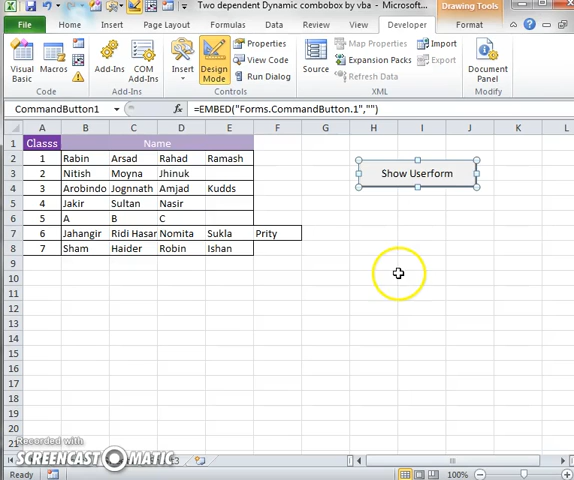 Two dependent Dynamic combobox by vba - Microsoft...
Drawing Tools
File Home Insert Page Layout Formulas Data Review View Developer Format
Visual Basic
Macros
Code
Add-Ins
COM Add-Ins
Add-Ins
Insert
Design Mode
Properties
View Code
Run Dialog
Controls
Source
Map
Expansion Packs
Refresh Data
Import
Export
XML
Document Panel
Modify
CommandButton1 fx =EMBED("Forms.CommandButton.1","")
A B C D E F G H I J K L
1 Classs Name
2 1 Rabin Arsad Rahad Ramash
3 2 Nitish Moyna Jhinuk
4 3 Arobindo Jognnath Amjad Kudds
5 4 Jakir Sultan Nasir
6 5 A B C
7 6 Jahangir Ridi Hasar Nomita Sukla Prity
8 7 Sham Haider Robin Ishan
Show Userform
9
10
11
12
13
14
15
16
17
18
19
20
21
Recorded with
SCREENCAST-O-MATIC
Ready 100%